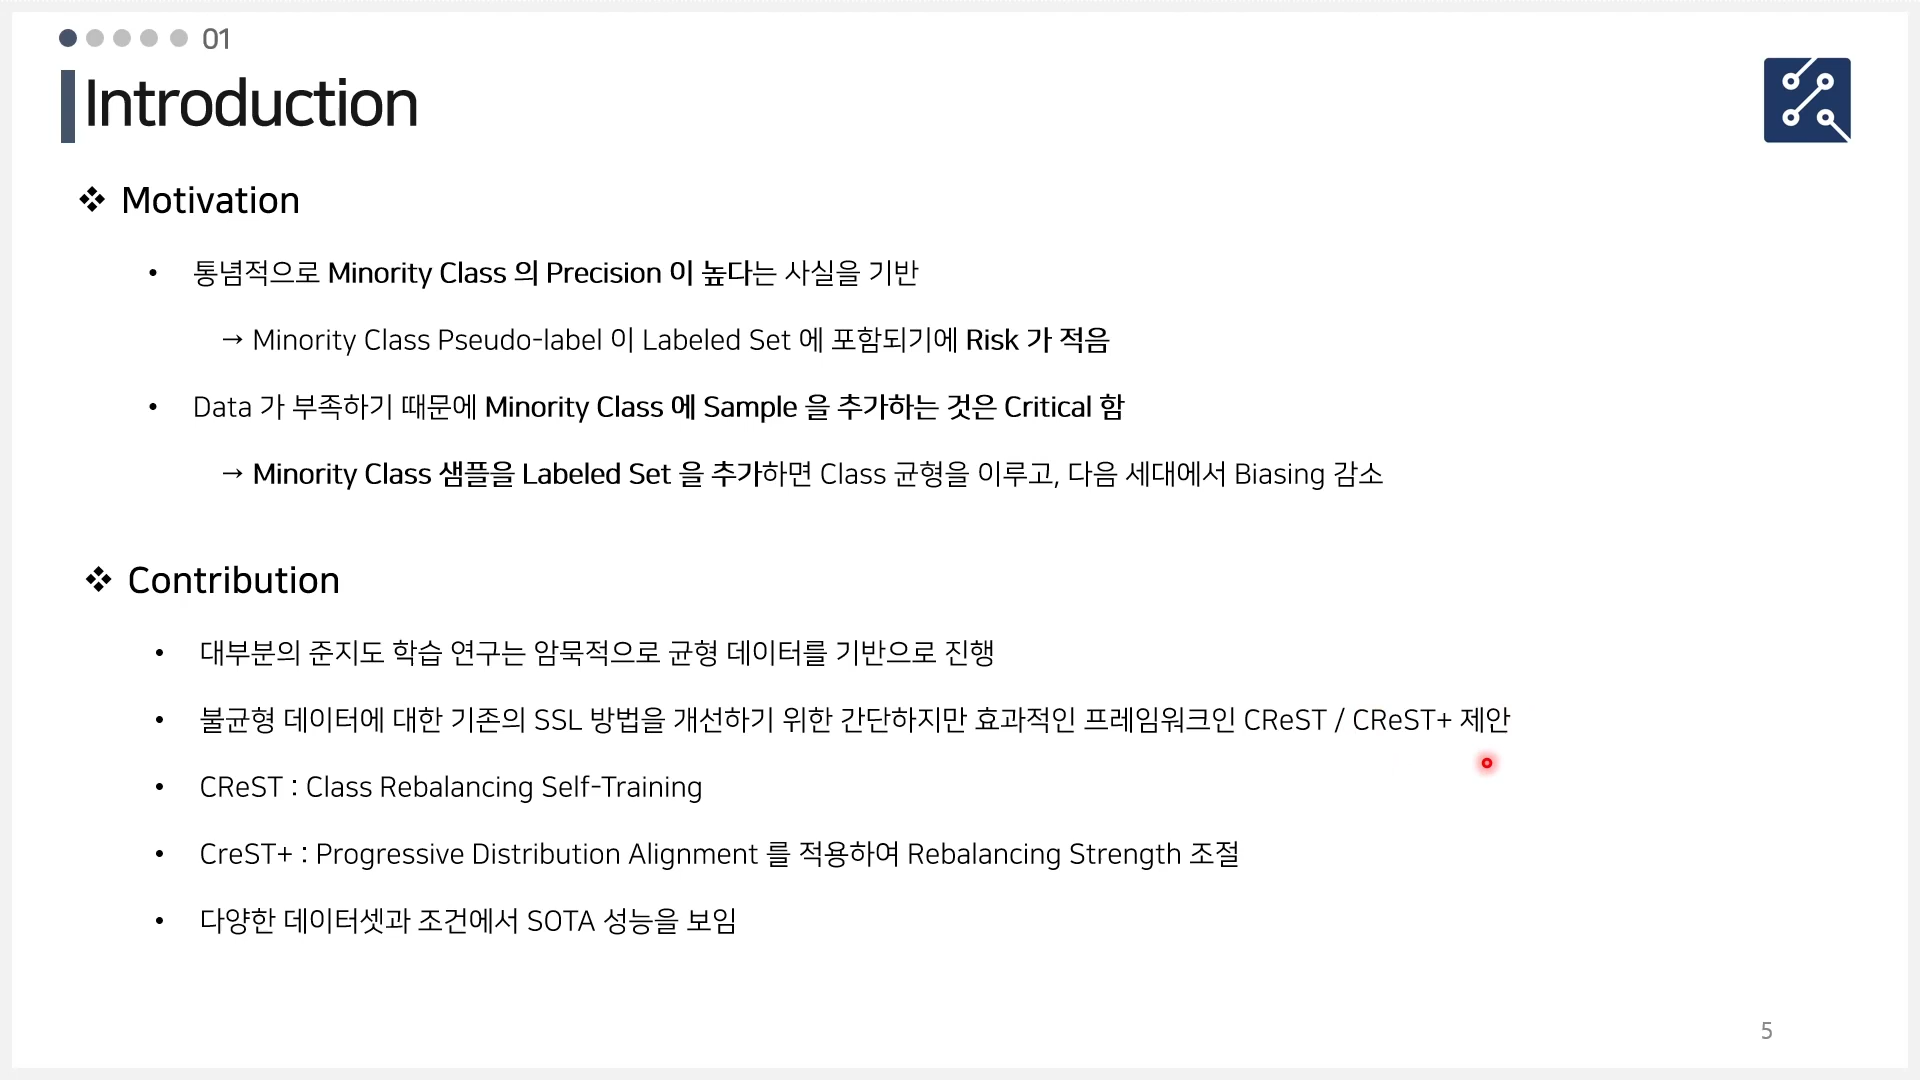 01
Introduction
❖ Motivation
• 통념적으로 Minority Class 의 Precision 이 높다는 사실을 기반
→ Minority Class Pseudo-label 이 Labeled Set 에 포함되기에 Risk 가 적음
• Data 가 부족하기 때문에 Minority Class 에 Sample 을 추가하는 것은 Critical 함
→ Minority Class 샘플을 Labeled Set 을 추가하면 Class 균형을 이루고, 다음 세대에서 Biasing 감소
❖ Contribution
• 대부분의 준지도 학습 연구는 암묵적으로 균형 데이터를 기반으로 진행
• 불균형 데이터에 대한 기존의 SSL 방법을 개선하기 위한 간단하지만 효과적인 프레임워크인 CReST / CReST+ 제안
• CReST : Class Rebalancing Self-Training
• CreST+ : Progressive Distribution Alignment 를 적용하여 Rebalancing Strength 조절
• 다양한 데이터셋과 조건에서 SOTA 성능을 보임
5